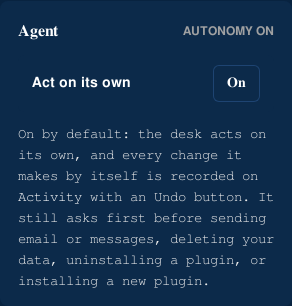 Agent
AUTONOMY ON
Act on its own
On
On by default: the desk acts on
its own, and every change it
makes by itself is recorded on
Activity with an Undo button. It
still asks first before sending
email or messages, deleting your
data, uninstalling a plugin, or
installing a new plugin.